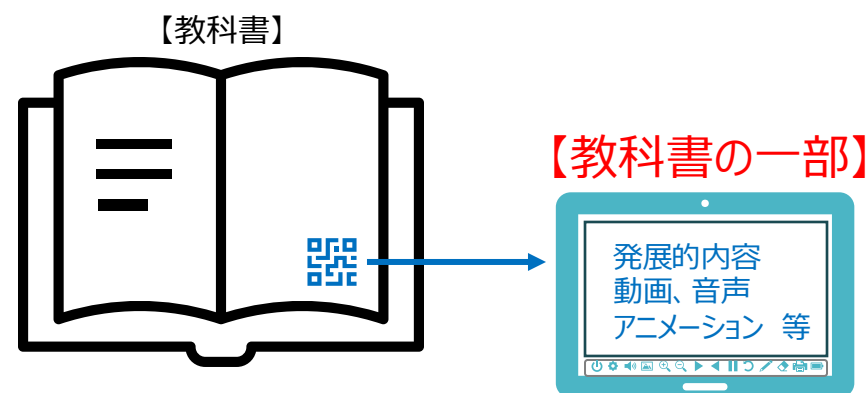 【教科書】
【教科書の一部】
発展的内容
動画、音声
アニメーション 等